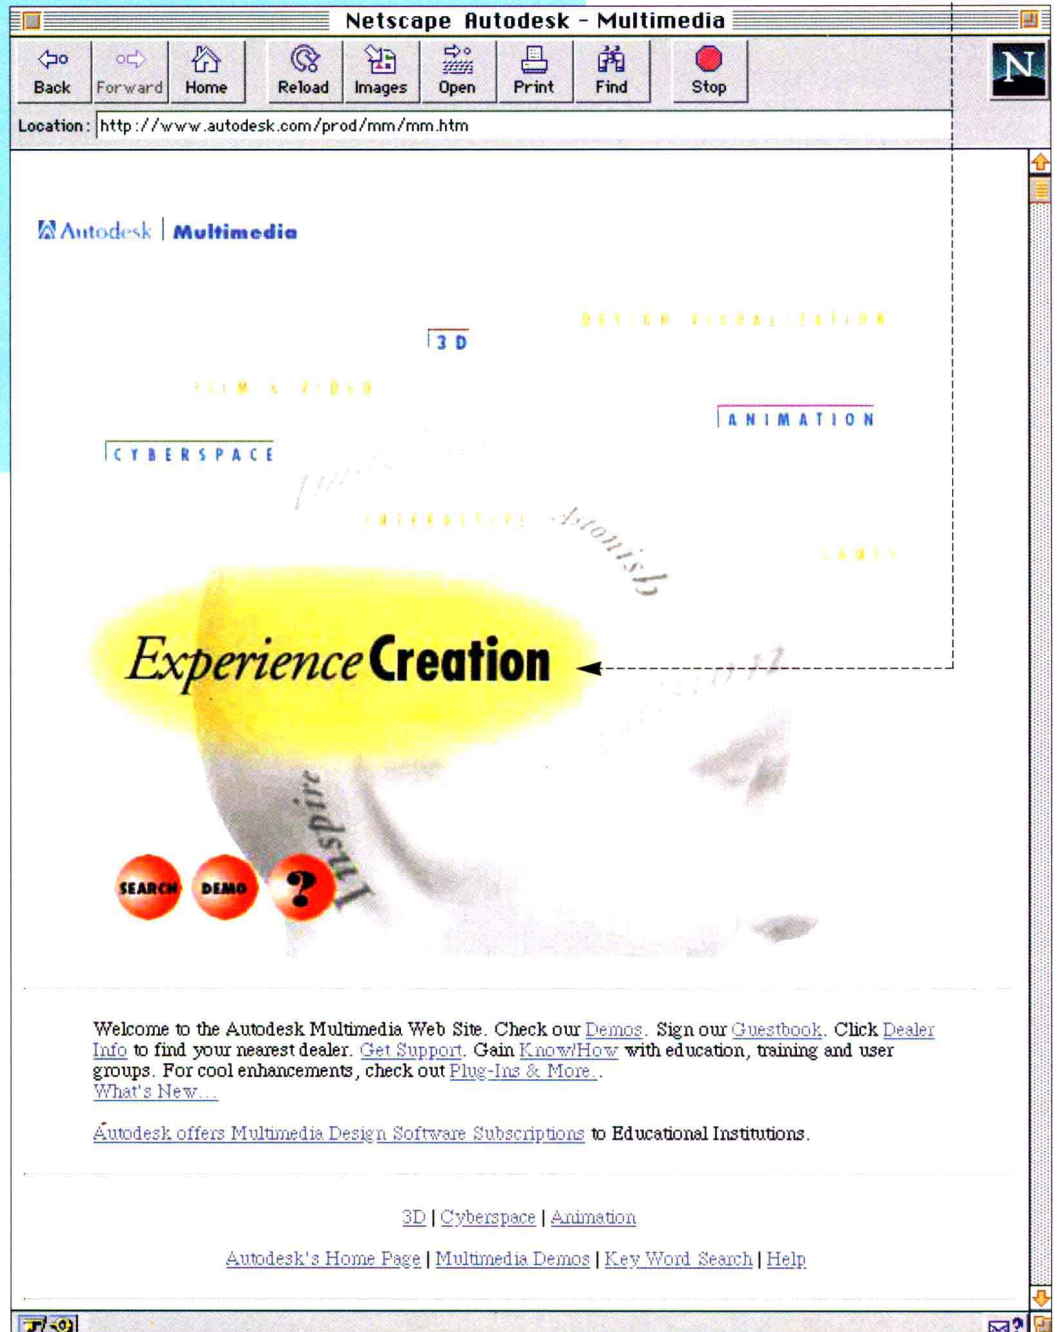 Netscape Autodesk - Multimedia
Back Forward Home Reload Images Open Print Find Stop
N
Location: http://www.autodesk.com/prod/mm/mm.htm
Autodesk | Multimedia
DESIGN VISUALIZATION
3D
FILM & VIDEO
ANIMATION
CYBERSPACE
INTERACTIVE
Astonish
GAMES
Experience Creation
Inspire
SEARCH DEMO ?
Welcome to the Autodesk Multimedia Web Site. Check our Demos. Sign our Guestbook. Click Dealer
Info to find your nearest dealer. Get Support. Gain Know/How with education, training and user
groups. For cool enhancements, check out Plug-Ins & More..
What's New...
Autodesk offers Multimedia Design Software Subscriptions to Educational Institutions.
3D | Cyberspace | Animation
Autodesk's Home Page | Multimedia Demos | Key Word Search | Help